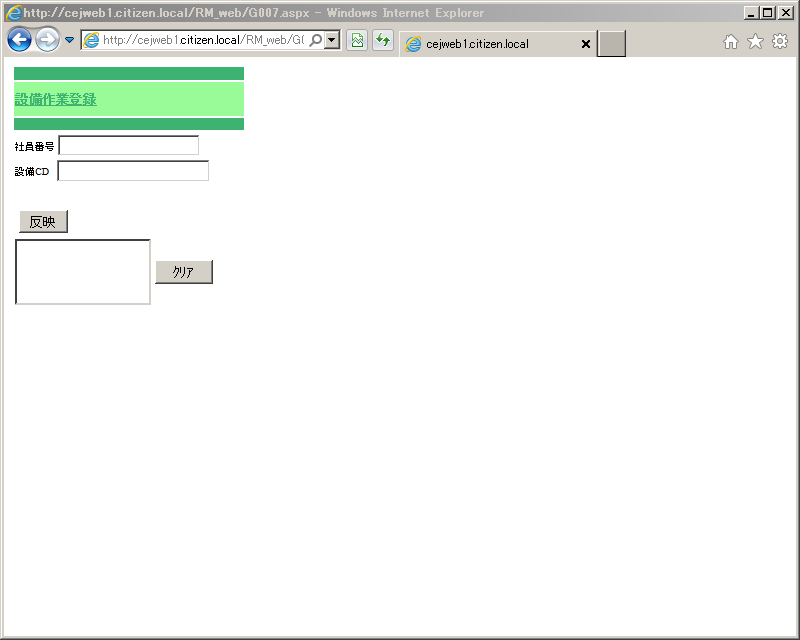 http://cejweb1.citizen.local/RM_web/G007.aspx - Windows Internet Explorer
http://cejweb1.citizen.local/RM_web/G(
cejweb1.citizen.local
設備作業登録
社員番号
設備CD
反映
ｸﾘｱ